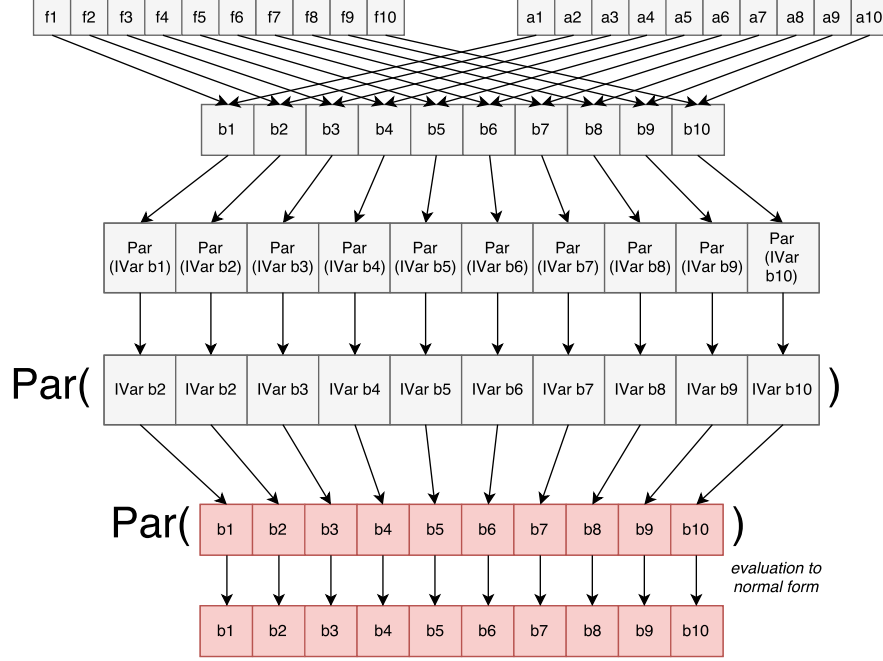 f1 f2 f3 f4 f5 f6 f7 f8 f9 f10 a1 a2 a3 a4 a5 a6 a7 a8 a9 a10
b1 b2 b3 b4 b5 b6 b7 b8 b9 b10
Par Par Par Par Par Par Par Par Par Par
(IVar b1) (IVar b2) (IVar b3) (IVar b4) (IVar b5) (IVar b6) (IVar b7) (IVar b8) (IVar b9) (IVar
b10)
Par( IVar b2 IVar b2 IVar b3 IVar b4 IVar b5 IVar b6 IVar b7 IVar b8 IVar b9 IVar b10 )
Par( b1 b2 b3 b4 b5 b6 b7 b8 b9 b10 )
evaluation to
normal form
b1 b2 b3 b4 b5 b6 b7 b8 b9 b10